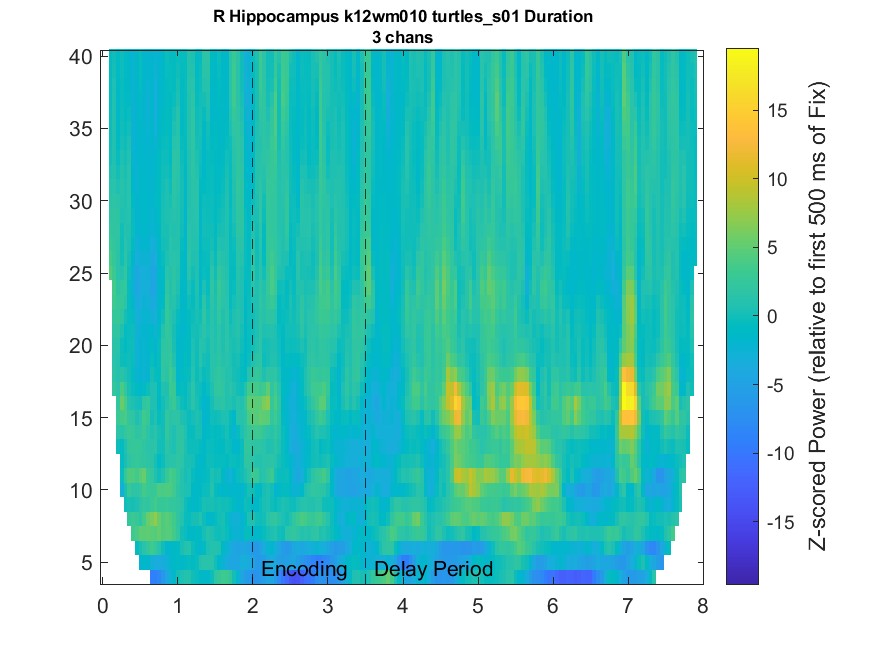 R Hippocampus k12wm010 turtles_s01 Duration
3 chans
40
35
30
25
20
15
10
5
Encoding
Delay Period
0 1 2 3 4 5 6 7 8
15
10
5
0
-5
-10
-15
Z-scored Power (relative to first 500 ms of Fix)